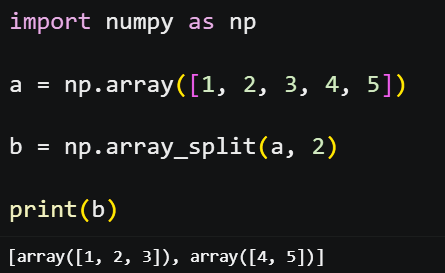 import numpy as np
a = np.array([1, 2, 3, 4, 5])
b = np.array_split(a, 2)
print(b)
[array([1, 2, 3]), array([4, 5])]